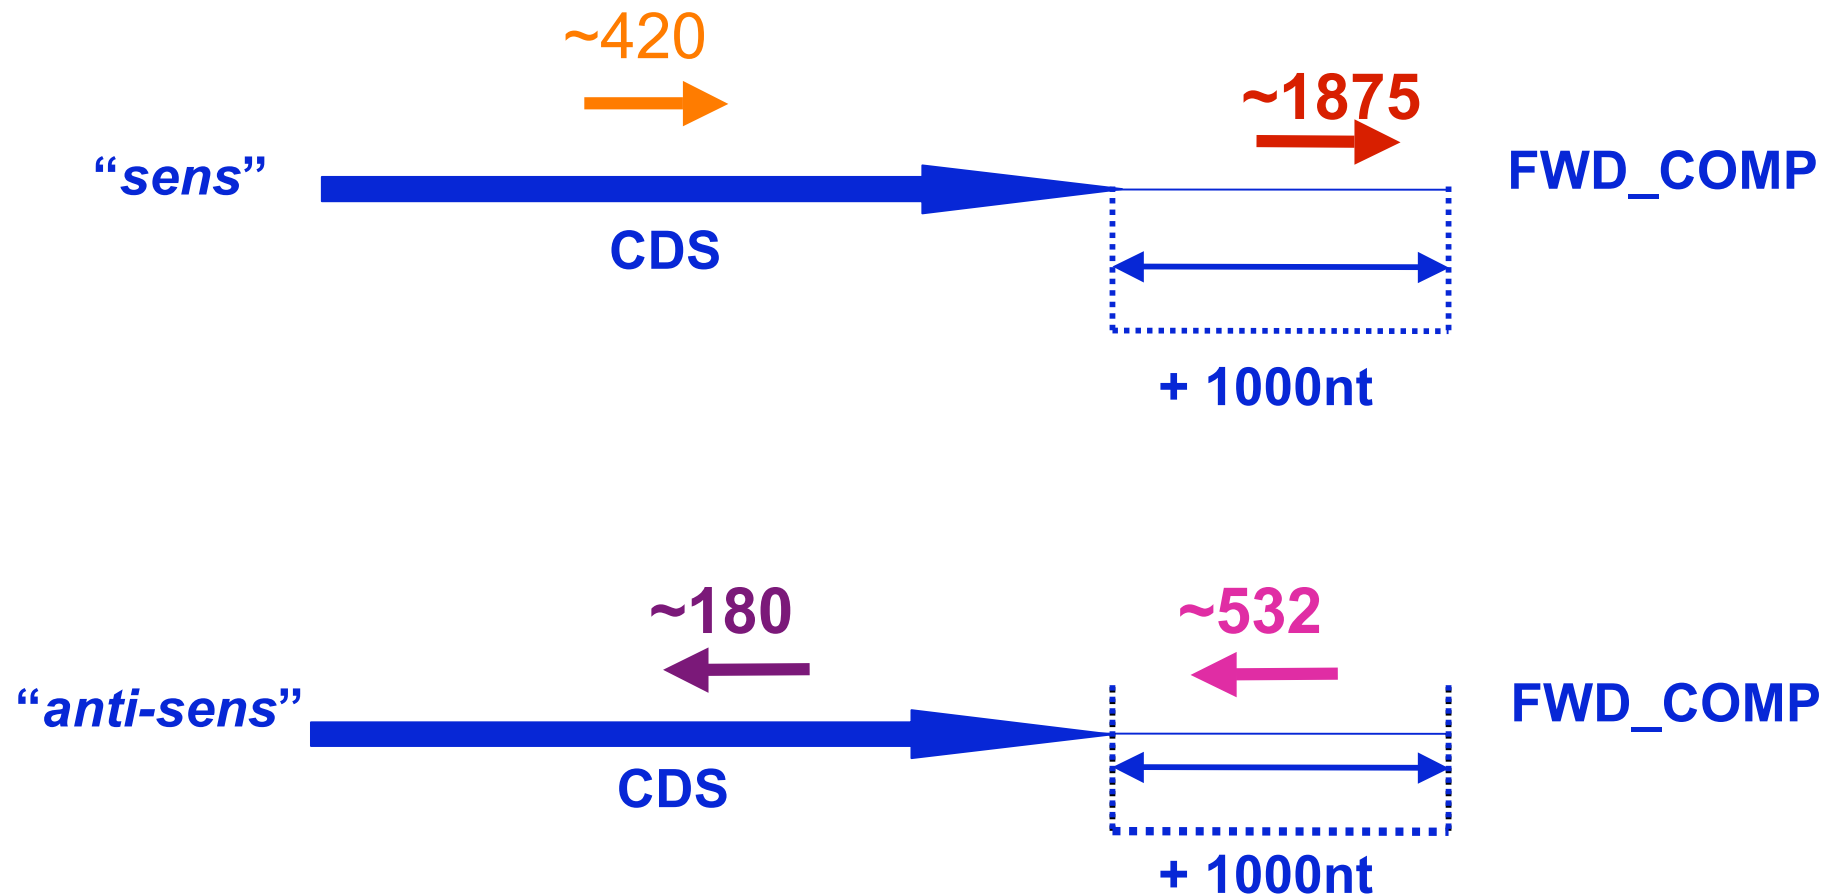 ~420
~1875
“sens”
FWD_COMP
CDS
+ 1000nt
~180
~532
“anti-sens”
FWD_COMP
CDS
+ 1000nt